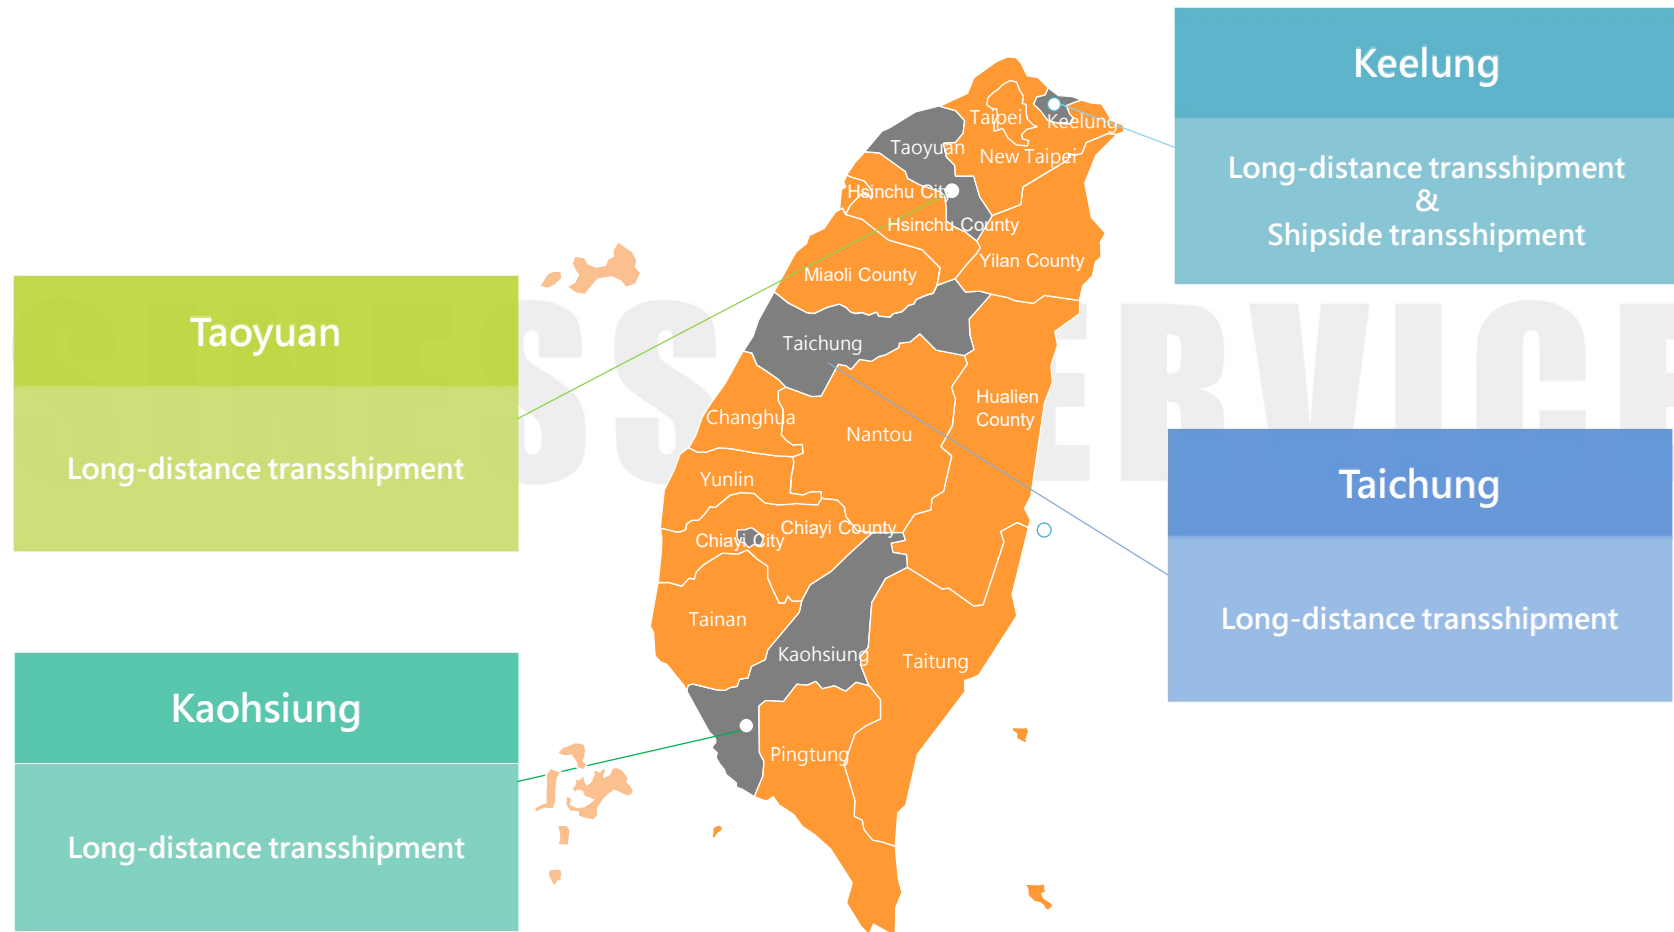 Keelung
Long-distance transshipment
&
Shipside transshipment
Taoyuan
Long-distance transshipment
Taichung
Long-distance transshipment
Kaohsiung
Long-distance transshipment
Taipei
Keelung
Taoyuan
New Taipei
Hsinchu City
Hsinchu County
Yilan County
Miaoli County
Taichung
Hualien
County
Changhua
Nantou
Yunlin
Chiayi County
Chiayi City
Tainan
Kaohsiung
Taitung
Pingtung